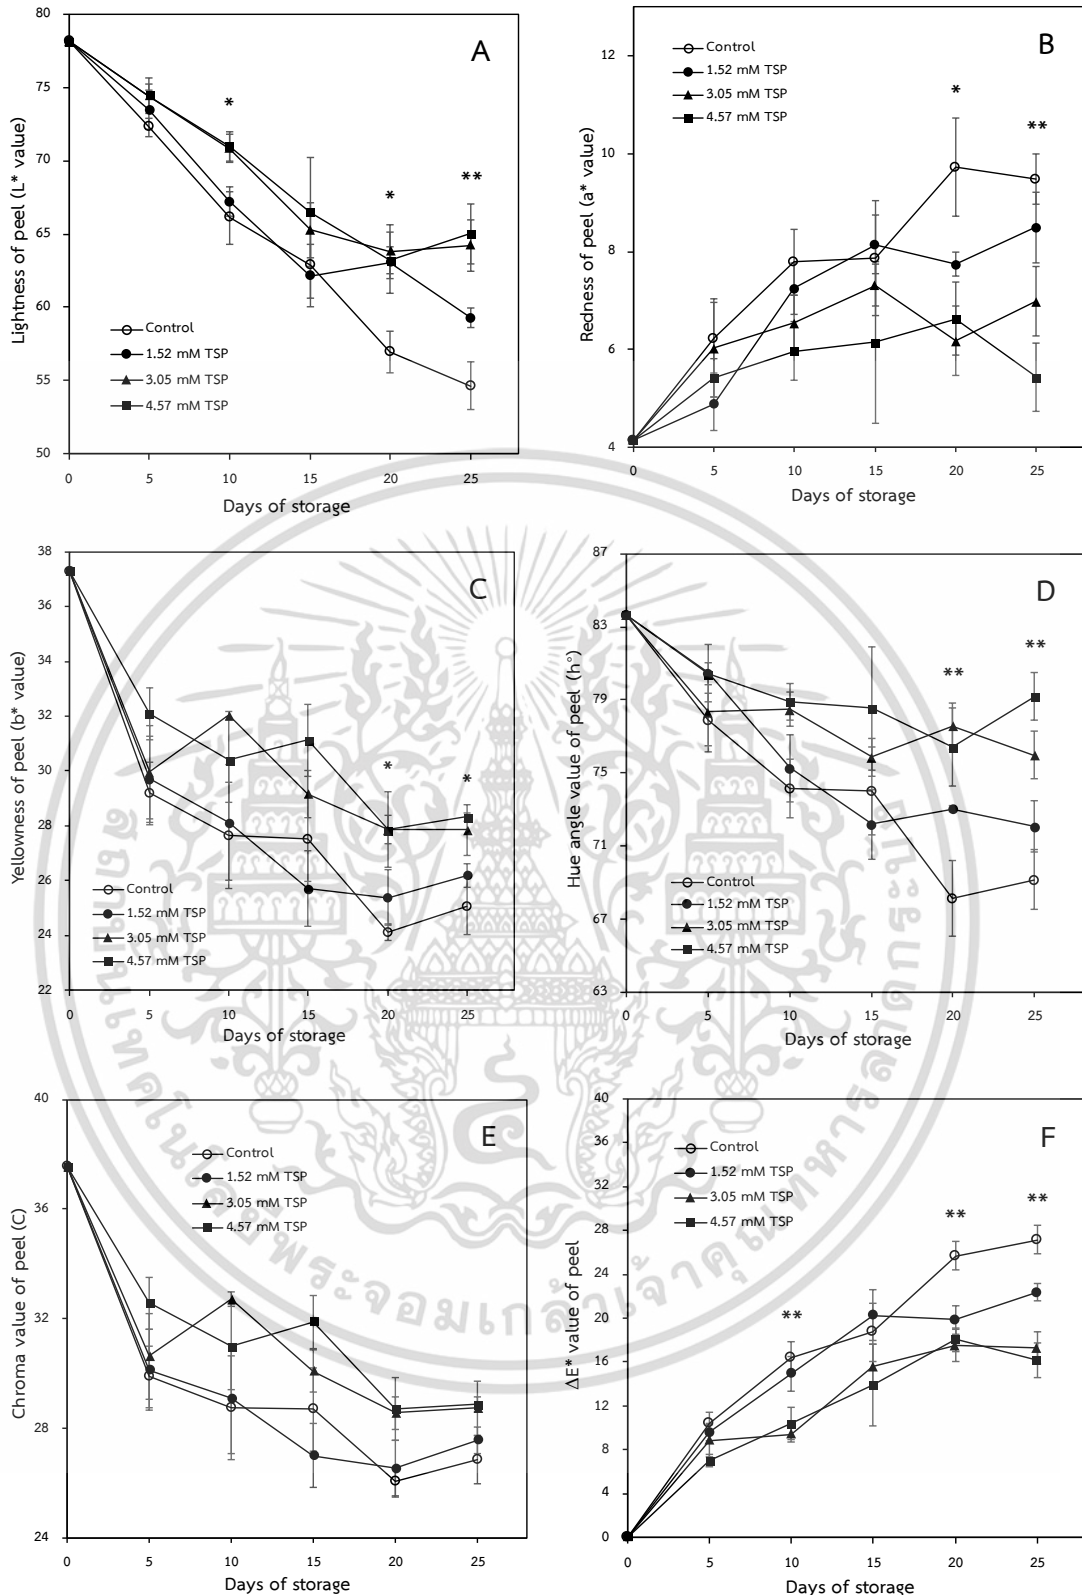 A
80
75
70
65
60
55
50
Lightness of peel (L* value)
*
*
**
Control
1.52 mM TSP
3.05 mM TSP
4.57 mM TSP
0 5 10 15 20 25
Days of storage
B
12
10
8
6
4
Redness of peel (a* value)
*
**
Control
1.52 mM TSP
3.05 mM TSP
4.57 mM TSP
0 5 10 15 20 25
Days of storage
C
38
36
34
32
30
28
26
24
22
Yellowness of peel (b* value)
*
*
Control
1.52 mM TSP
3.05 mM TSP
4.57 mM TSP
0 5 10 15 20 25
Days of storage
D
87
83
79
75
71
67
63
Hue angle value of peel (h°)
**
**
Control
1.52 mM TSP
3.05 mM TSP
4.57 mM TSP
0 5 10 15 20 25
Days of storage
E
40
36
32
28
24
Chroma value of peel (C)
Control
1.52 mM TSP
3.05 mM TSP
4.57 mM TSP
0 5 10 15 20 25
Days of storage
F
40
36
32
28
24
20
16
12
8
4
0
ΔE* value of peel
**
**
**
Control
1.52 mM TSP
3.05 mM TSP
4.57 mM TSP
0 5 10 15 20 25
Days of storage